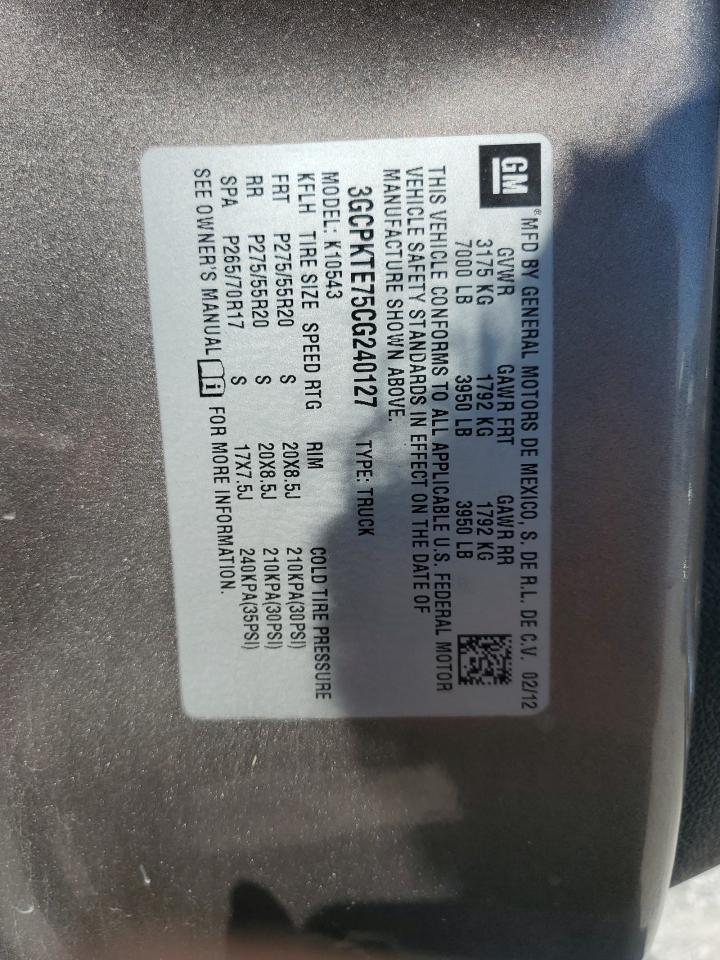 GM
® MFD BY GENERAL MOTORS DE MEXICO, S. DE R.L. DE C.V. 02/12
GVWR GAWR FRT GAWR RR
3175 KG 1792 KG 1792 KG
7000 LB 3950 LB 3950 LB
THIS VEHICLE CONFORMS TO ALL APPLICABLE U.S. FEDERAL MOTOR
VEHICLE SAFETY STANDARDS IN EFFECT ON THE DATE OF
MANUFACTURE SHOWN ABOVE.
3GCPKTE75CG240127 TYPE: TRUCK
MODEL: K10543
KFLH TIRE SIZE SPEED RTG RIM COLD TIRE PRESSURE
FRT P275/55R20 S 20X8.5J 210KPA(30PSI)
RR P275/55R20 S 20X8.5J 210KPA(30PSI)
SPA P265/70R17 S 17X7.5J 240KPA(35PSI)
SEE OWNER'S MANUAL i FOR MORE INFORMATION.